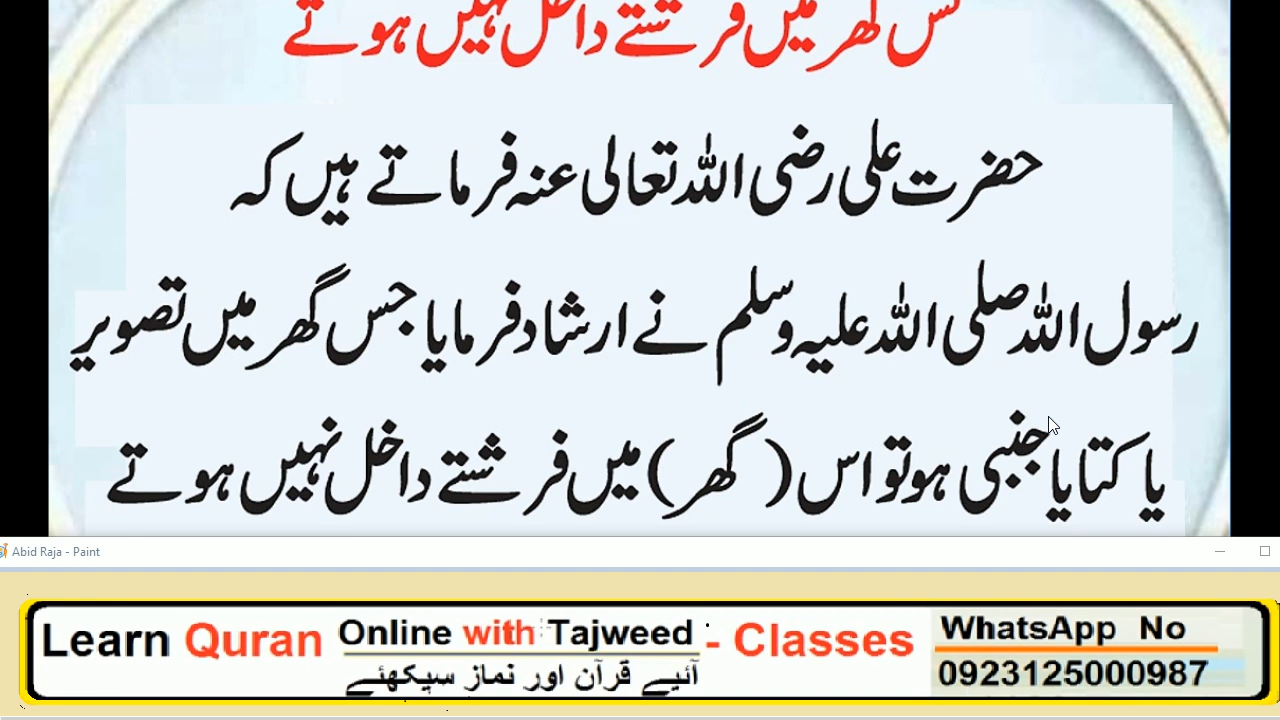 کس گھر میں فرشتے داخل نہیں ہوتے
حضرت علی رضی اللہ تعالی عنہ فرماتے ہیں کہ
رسول اللہ صلی اللہ علیہ وسلم نے ارشاد فرمایا جس گھر میں تصویر
یا کتا یا جنبی ہو تو اس (گھر) میں فرشتے داخل نہیں ہوتے
Abid Raja - Paint
Learn Quran Online with Tajweed - Classes
آئیے قرآن اور نماز سیکھئے
WhatsApp No
0923125000987